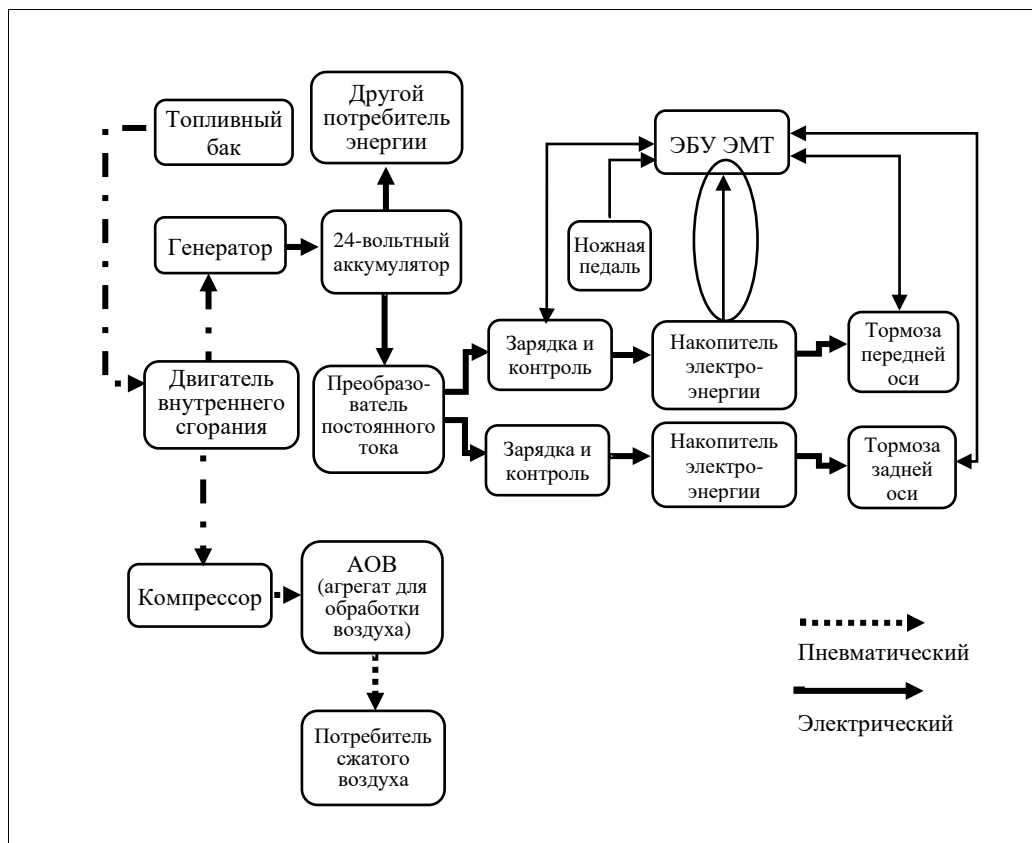 Топливный
бак
Другой
потребитель
энергии
ЭБУ ЭМТ
Генератор
24-вольтный
аккумулятор
Ножная
педаль
Двигатель
внутреннего
сгорания
Преобразо-
ватель
постоянного
тока
Зарядка и
контроль
Накопитель
электро-
энергии
Тормоза
передней
оси
Зарядка и
контроль
Накопитель
электро-
энергии
Тормоза
задней
оси
Компрессор
АОВ
(агрегат для
обработки
воздуха)
Потребитель
сжатого
воздуха
Пневматический
Электрический